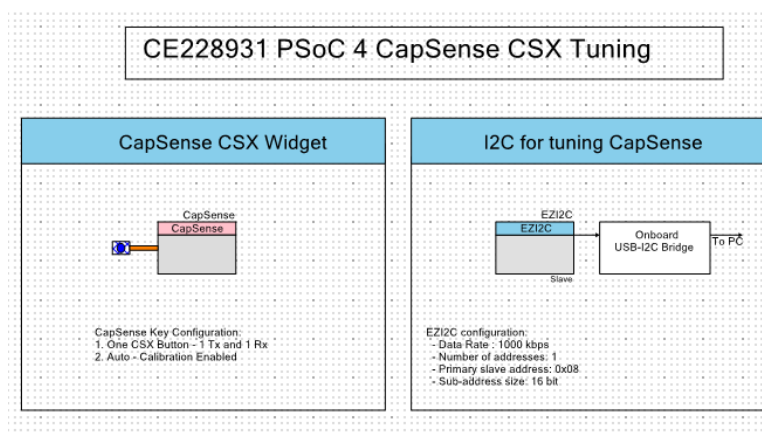 CE228931 PSoC 4 CapSense CSX Tuning
CapSense CSX Widget
CapSense
CapSense
CapSense Key Configuration:
1. One CSX Button - 1 Tx and 1 Rx
2. Auto - Calibration Enabled
I2C for tuning CapSense
EZI2C
EZI2C
Slave
Onboard
USB-I2C Bridge
To PC
EZI2C configuration:
- Data Rate : 1000 kbps
- Number of addresses: 1
- Primary slave address: 0x08
- Sub-address size: 16 bit